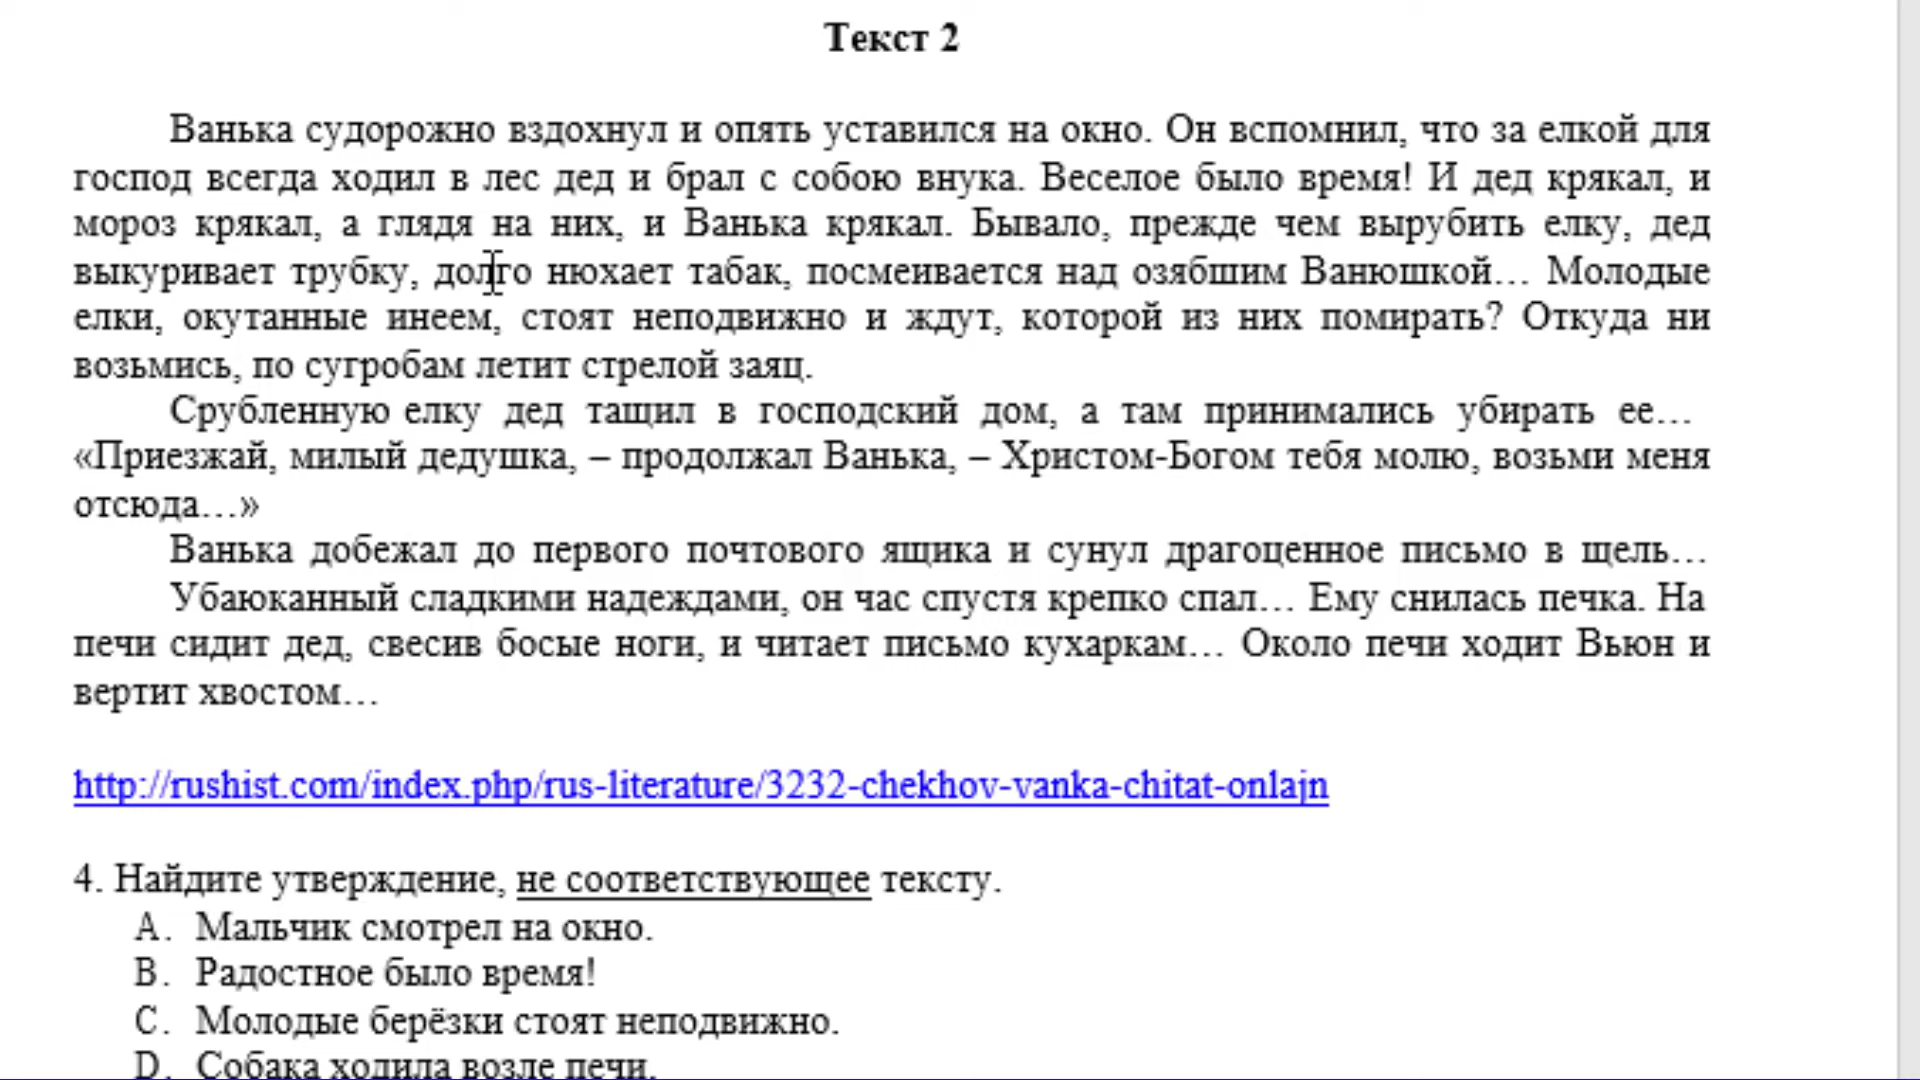 Текст 2
Ванька судорожно вздохнул и опять уставился на окно. Он вспомнил, что за елкой для
господ всегда ходил в лес дед и брал с собою внука. Веселое было время! И дед крякал, и
мороз крякал, а глядя на них, и Ванька крякал. Бывало, прежде чем вырубить елку, дед
выкуривает трубку, долго нюхает табак, посмеивается над озябшим Ванюшкой… Молодые
елки, окутанные инеем, стоят неподвижно и ждут, которой из них помирать? Откуда ни
возьмись, по сугробам летит стрелой заяц.
Срубленную елку дед тащил в господский дом, а там принимались убирать ее…
«Приезжай, милый дедушка, – продолжал Ванька, – Христом-Богом тебя молю, возьми меня
отсюда…»
Ванька добежал до первого почтового ящика и сунул драгоценное письмо в щель…
Убаюканный сладкими надеждами, он час спустя крепко спал… Ему снилась печка. На
печи сидит дед, свесив босые ноги, и читает письмо кухаркам… Около печи ходит Вьюн и
вертит хвостом…
http://rushist.com/index.php/rus-literature/3232-chekhov-vanka-chitat-onlajn
4. Найдите утверждение, не соответствующее тексту.
A. Мальчик смотрел на окно.
B. Радостное было время!
C. Молодые берёзки стоят неподвижно.
D. Собака ходила возле печи.